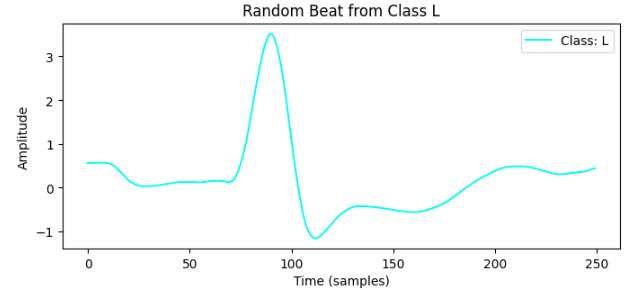 Random Beat from Class L
Class: L
Amplitude
3
2
1
0
−1
0 50 100 150 200 250
Time (samples)